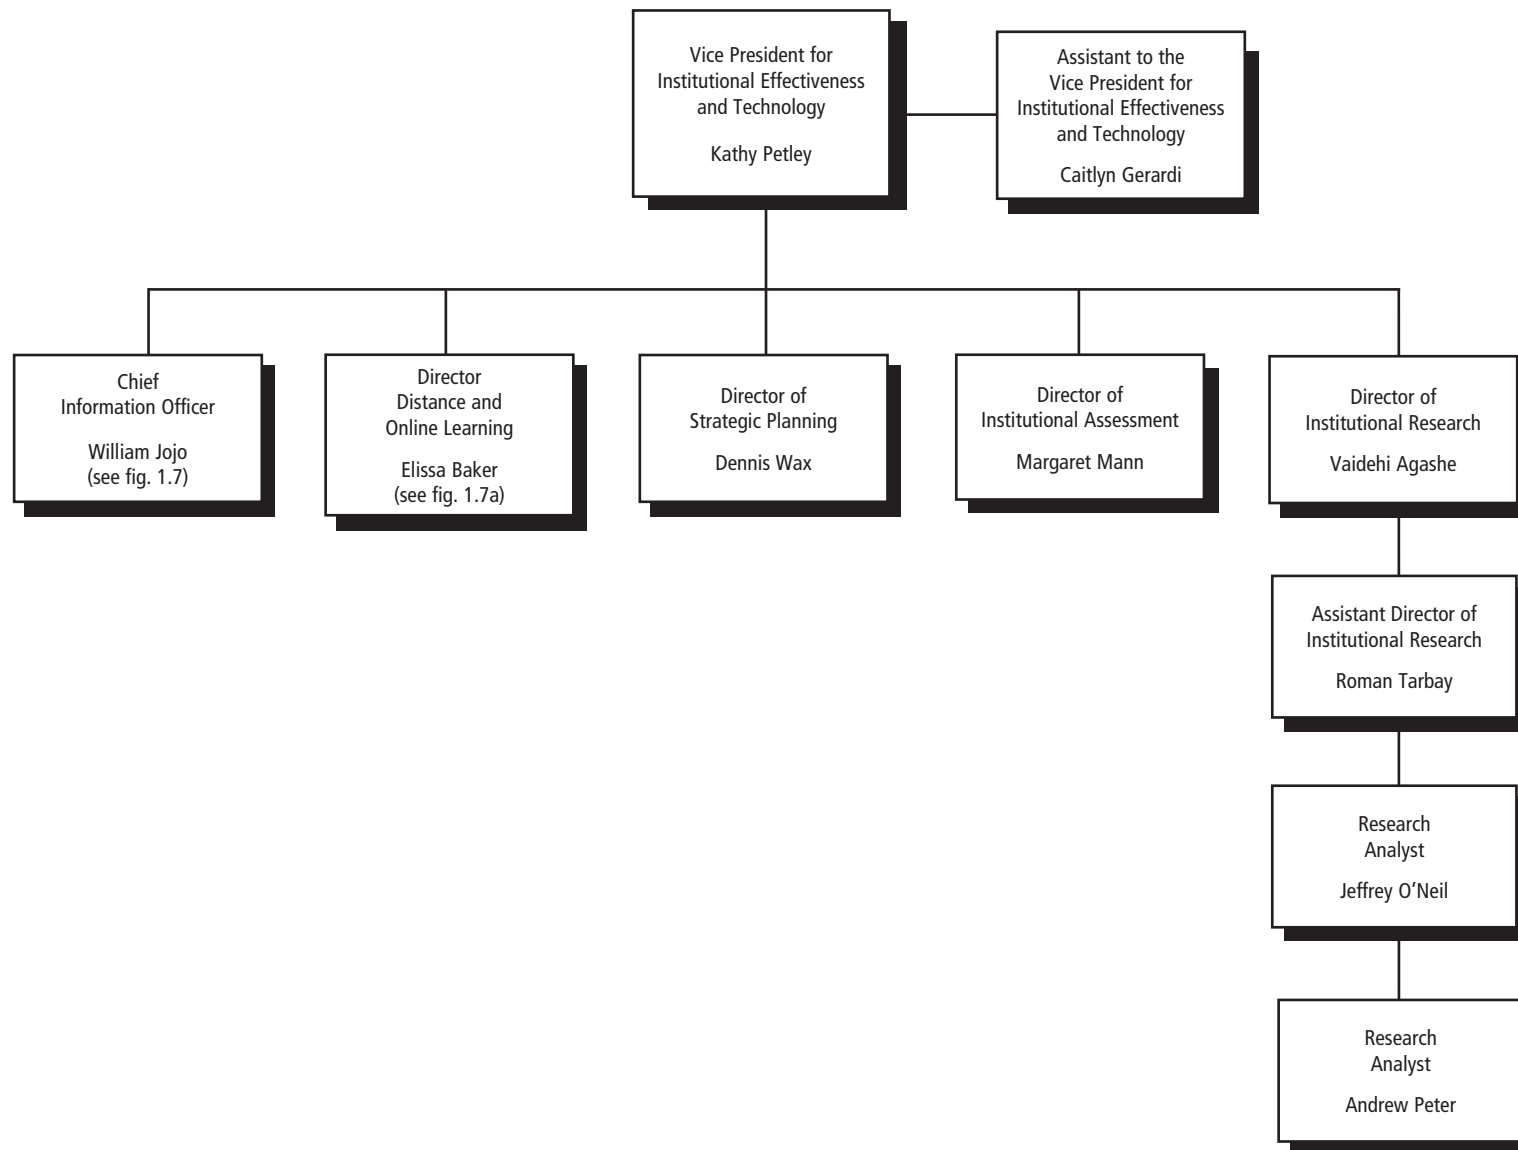 Vice President for
Institutional Effectiveness
and Technology
Kathy Petley
Assistant to the
Vice President for
Institutional Effectiveness
and Technology
Caitlyn Gerardi
Chief
Information Officer
William Jojo
(see fig. 1.7)
Director
Distance and
Online Learning
Elissa Baker
(see fig. 1.7a)
Director of
Strategic Planning
Dennis Wax
Director of
Institutional Assessment
Margaret Mann
Director of
Institutional Research
Vaidehi Agashe
Assistant Director of
Institutional Research
Roman Tarbay
Research
Analyst
Jeffrey O’Neil
Research
Analyst
Andrew Peter